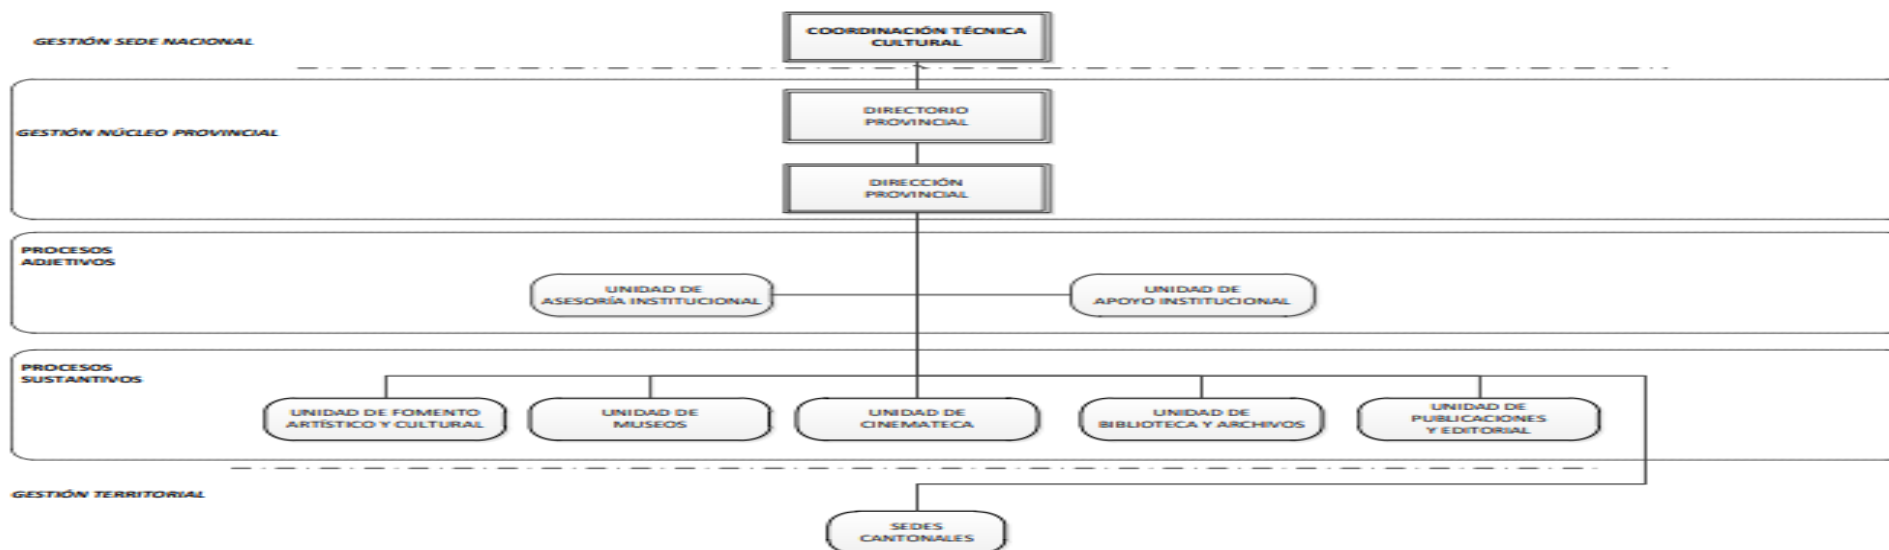 GESTIÓN SEDE NACIONAL
COORDINACIÓN TÉCNICA
CULTURAL
DIRECTORIO
PROVINCIAL
GESTIÓN NÚCLEO PROVINCIAL
DIRECCIÓN
PROVINCIAL
PROCESOS
ADJETIVOS
UNIDAD DE
ASESORÍA INSTITUCIONAL
UNIDAD DE
APOYO INSTITUCIONAL
PROCESOS
SUSTANTIVOS
UNIDAD DE FOMENTO
ARTÍSTICO Y CULTURAL
UNIDAD DE
MUSEOS
UNIDAD DE
CINEMATECA
UNIDAD DE
BIBLIOTECA Y ARCHIVOS
UNIDAD DE
PUBLICACIONES
Y EDITORIAL
GESTIÓN TERRITORIAL
SEDES
CANTONALES